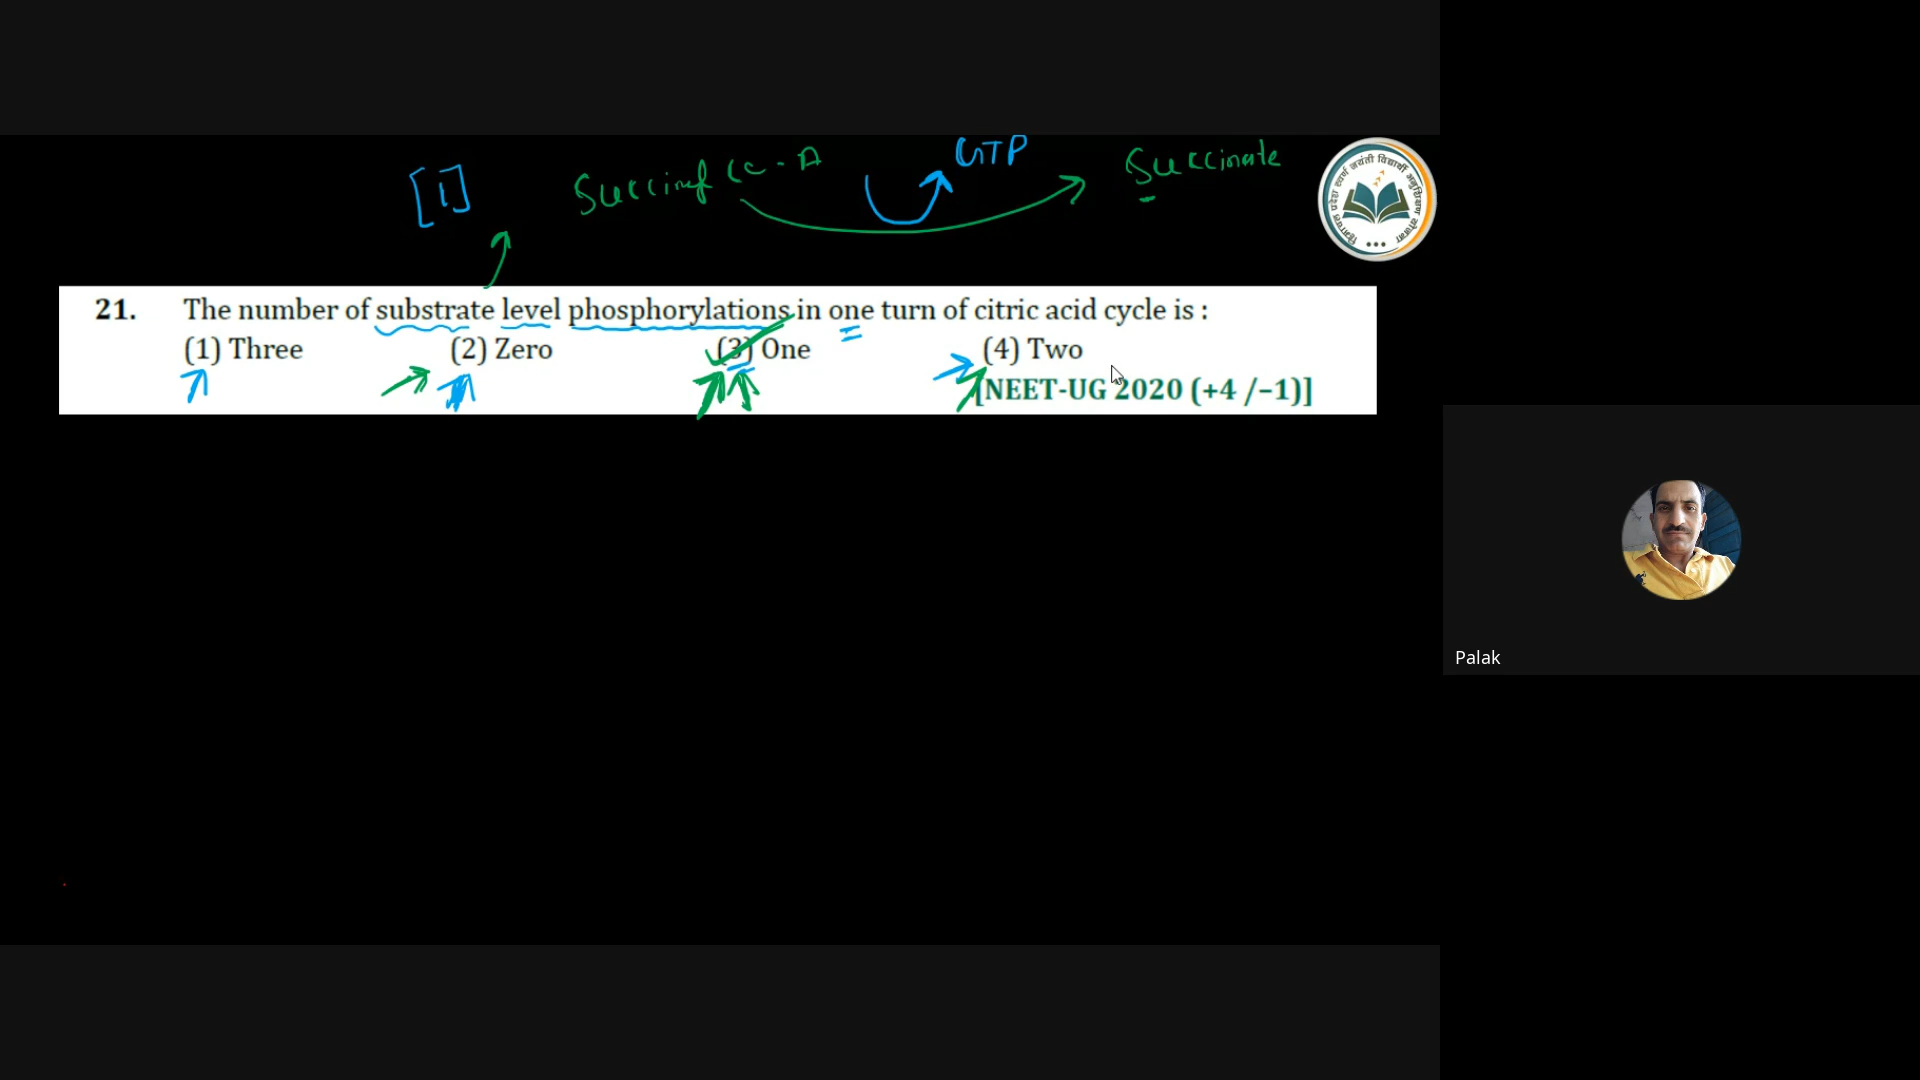 GTP
[1] Succinyl Co-A Succinate
21. The number of substrate level phosphorylations in one turn of citric acid cycle is :
(1) Three (2) Zero (3) One (4) Two
[NEET-UG 2020 (+4 /−1)]
Palak